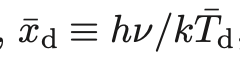 , x̄_d ≡ hν/kT̄_d,